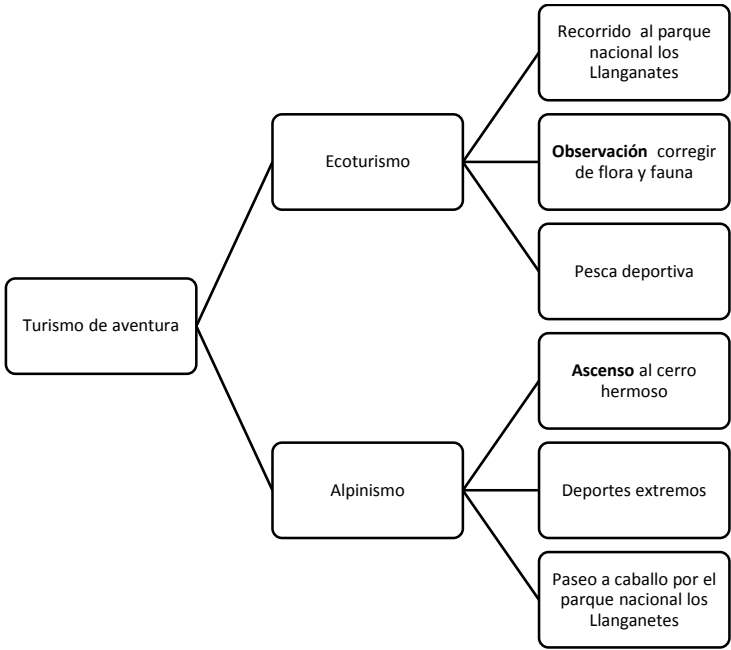 Turismo de aventura
Ecoturismo
Recorrido al parque
nacional los
Llanganates
Observación corregir
de flora y fauna
Pesca deportiva
Alpinismo
Ascenso al cerro
hermoso
Deportes extremos
Paseo a caballo por el
parque nacional los
Llanganetes